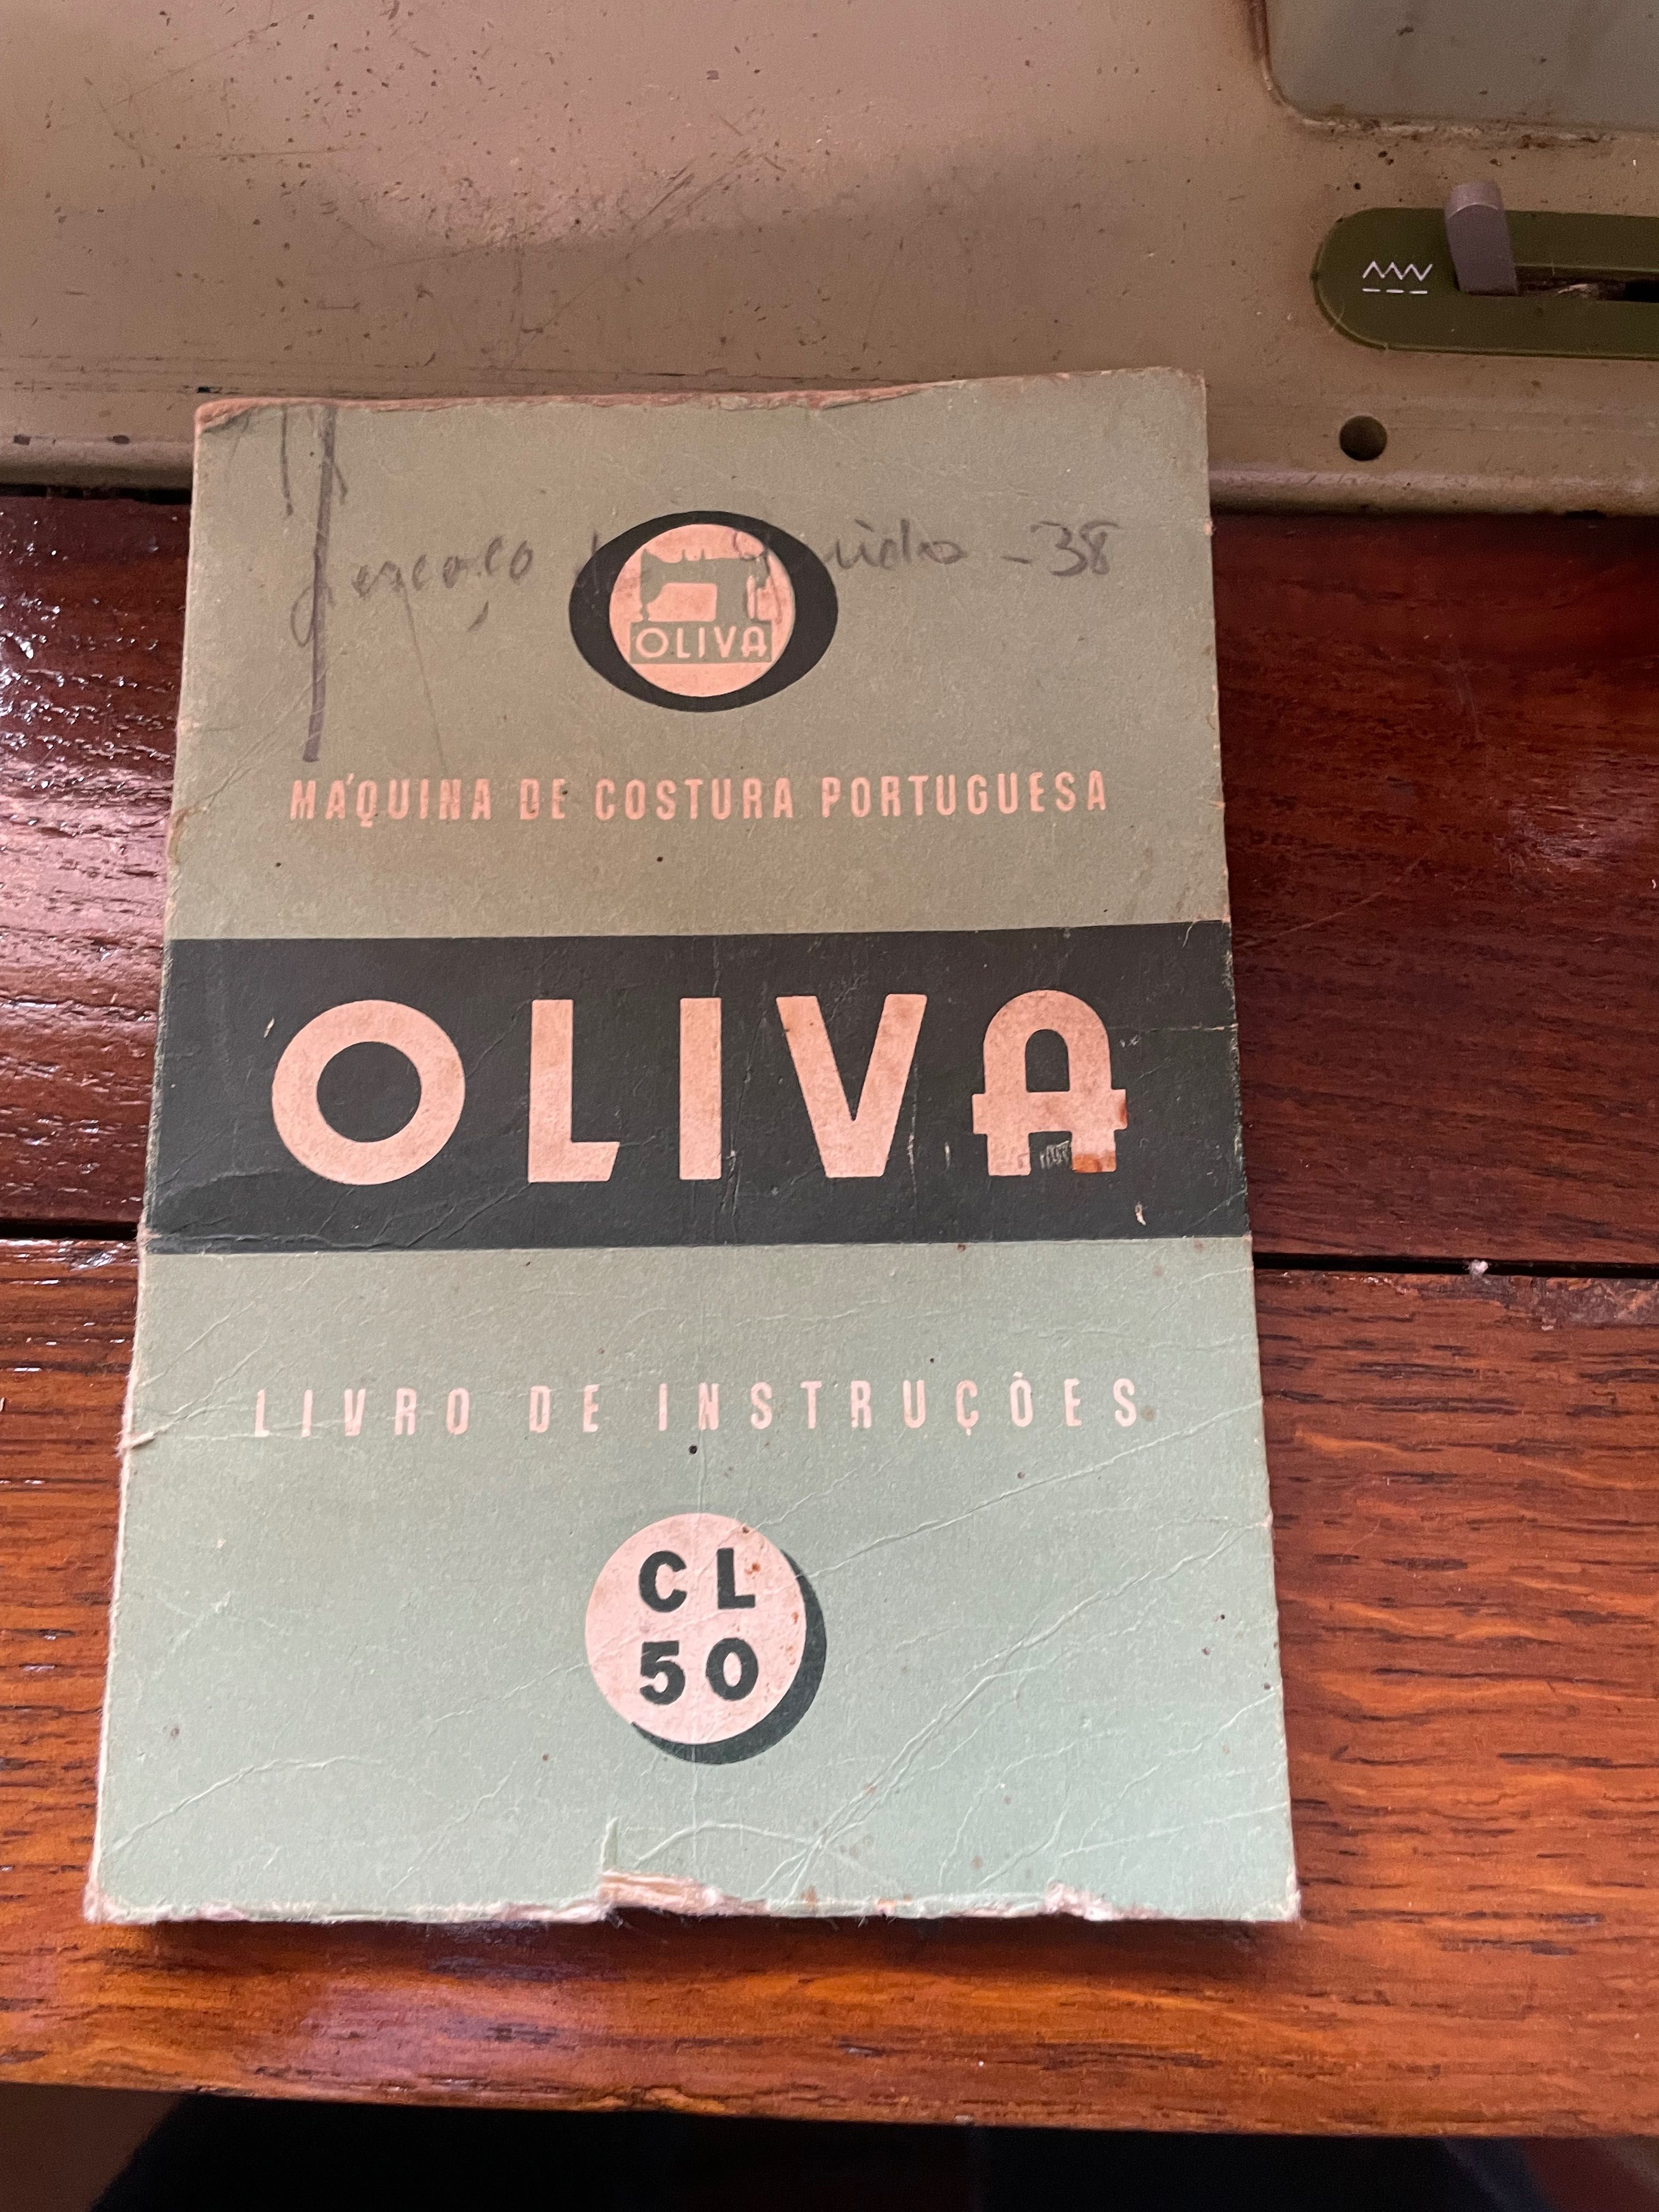 - 38
OLIVA
MÁQUINA DE COSTURA PORTUGUESA
OLIVA
LIVRO DE INSTRUÇÕES
CL
50